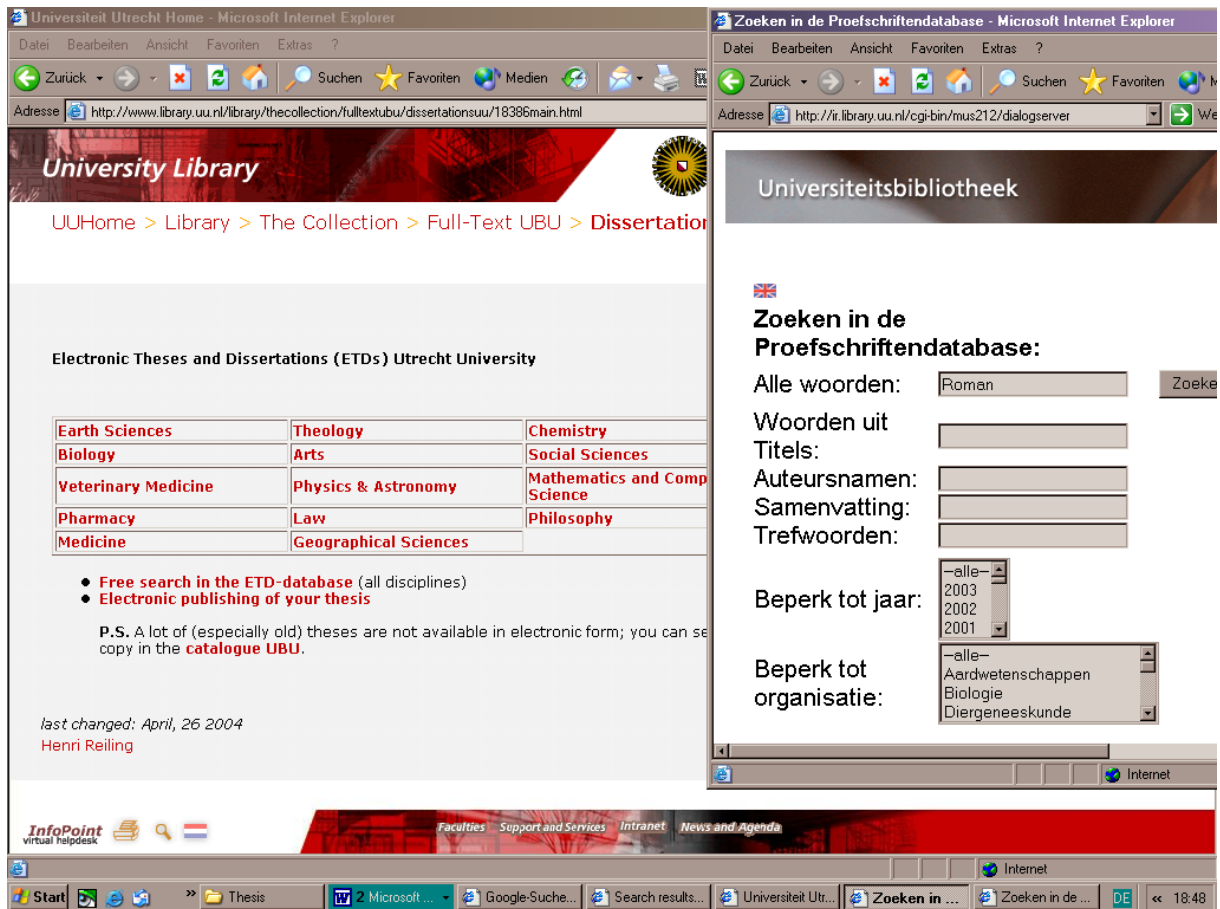 Universiteit Utrecht Home - Microsoft Internet Explorer
Datei Bearbeiten Ansicht Favoriten Extras ?
Zurück Suchen Favoriten Medien
Adresse http://www.library.uu.nl/library/thecollection/fulltextubu/dissertationsuu/18386main.html
University Library
UUHome > Library > The Collection > Full-Text UBU > Dissertation
Electronic Theses and Dissertations (ETDs) Utrecht University
Earth Sciences Theology Chemistry
Biology Arts Social Sciences
Veterinary Medicine Physics & Astronomy Mathematics and Comp
Science
Pharmacy Law Philosophy
Medicine Geographical Sciences
Free search in the ETD-database (all disciplines)
Electronic publishing of your thesis
P.S. A lot of (especially old) theses are not available in electronic form; you can se
copy in the catalogue UBU.
last changed: April, 26 2004
Henri Reiling
InfoPoint
virtual helpdesk
Faculties Support and Services Intranet News and Agenda
Internet
Zoeken in de Proefschriftendatabase - Microsoft Internet Explorer
Datei Bearbeiten Ansicht Favoriten Extras ?
Zurück Suchen Favoriten M
Adresse http://ir.library.uu.nl/cgi-bin/mus212/dialogserver We
Universiteitsbibliotheek
Zoeken in de
Proefschriftendatabase:
Alle woorden: Roman Zoeke
Woorden uit
Titels:
Auteursnamen:
Samenvatting:
Trefwoorden:
Beperk tot jaar:
--alle--
2003
2002
2001
Beperk tot
organisatie:
--alle--
Aardwetenschappen
Biologie
Diergeneeskunde
Internet
Start » Thesis 2 Microsoft ... Google-Suche... Search results... Universiteit Utr... Zoeken in ... Zoeken in de ... DE « 18:48